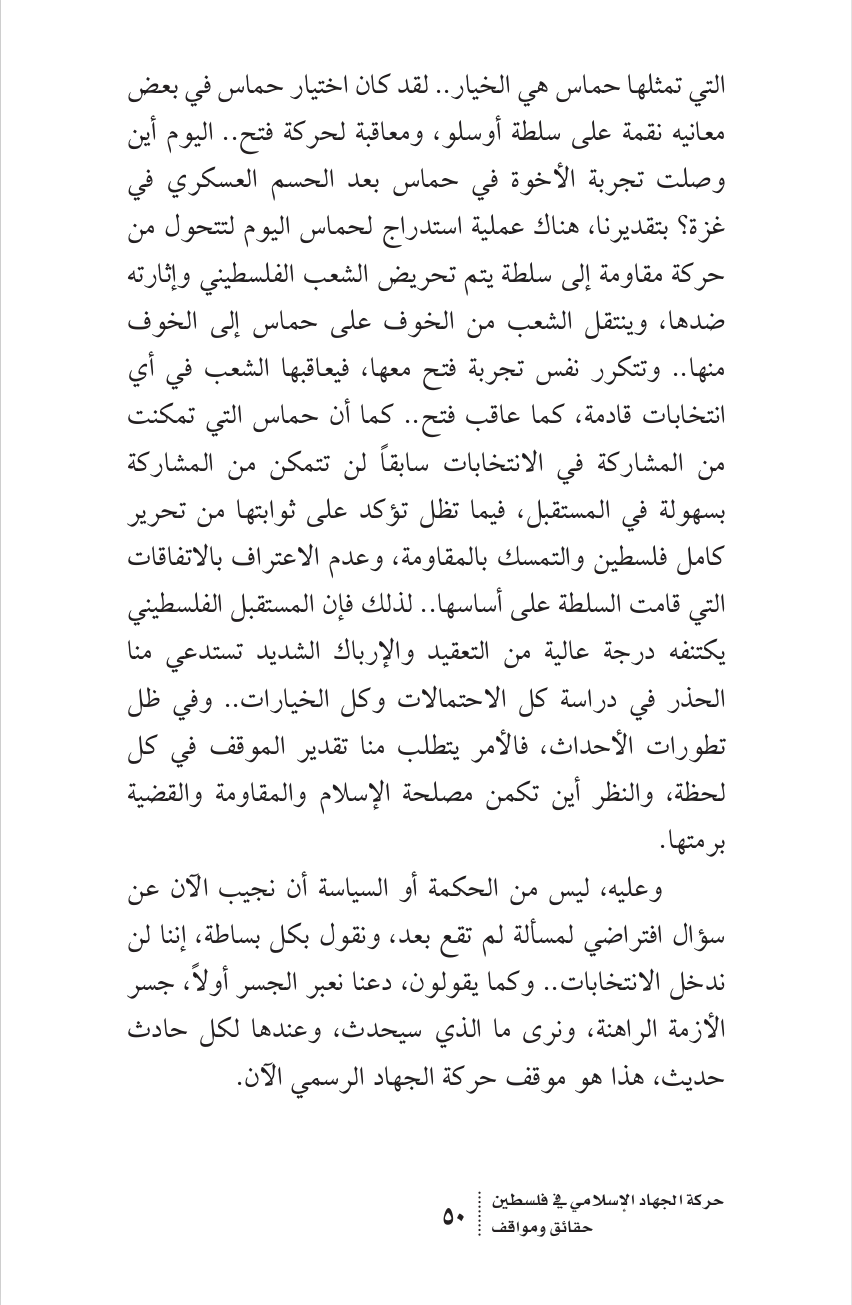 التي تمثلها حماس هي الخيار.. لقد كان اختيار حماس في بعض
معانيه نقمة على سلطة أوسلو، ومعاقبة لحركة فتح.. اليوم أين
وصلت تجربة الأخوة في حماس بعد الحسم العسكري في
غزة؟ بتقديرنا، هناك عملية استدراج لحماس اليوم لتتحول من
حركة مقاومة إلى سلطة يتم تحريض الشعب الفلسطيني وإثارته
ضدها، وينتقل الشعب من الخوف على حماس إلى الخوف
منها.. وتتكرر نفس تجربة فتح معها، فيعاقبها الشعب في أي
انتخابات قادمة، كما عاقب فتح.. كما أن حماس التي تمكنت
من المشاركة في الانتخابات سابقاً لن تتمكن من المشاركة
بسهولة في المستقبل، فيما تظل تؤكد على ثوابتها من تحرير
كامل فلسطين والتمسك بالمقاومة، وعدم الاعتراف بالاتفاقات
التي قامت السلطة على أساسها.. لذلك فإن المستقبل الفلسطيني
يكتنفه درجة عالية من التعقيد والإرباك الشديد تستدعي منا
الحذر في دراسة كل الاحتمالات وكل الخيارات.. وفي ظل
تطورات الأحداث، فالأمر يتطلب منا تقدير الموقف في كل
لحظة، والنظر أين تكمن مصلحة الإسلام والمقاومة والقضية
برمتها.
وعليه، ليس من الحكمة أو السياسة أن نجيب الآن عن
سؤال افتراضي لمسألة لم تقع بعد، ونقول بكل بساطة، إننا لن
ندخل الانتخابات.. وكما يقولون، دعنا نعبر الجسر أولاً، جسر
الأزمة الراهنة، ونرى ما الذي سيحدث، وعندها لكل حادث
حديث، هذا هو موقف حركة الجهاد الرسمي الآن.
حركة الجهاد الإسلامي في فلسطين
حقائق ومواقف
٥٠